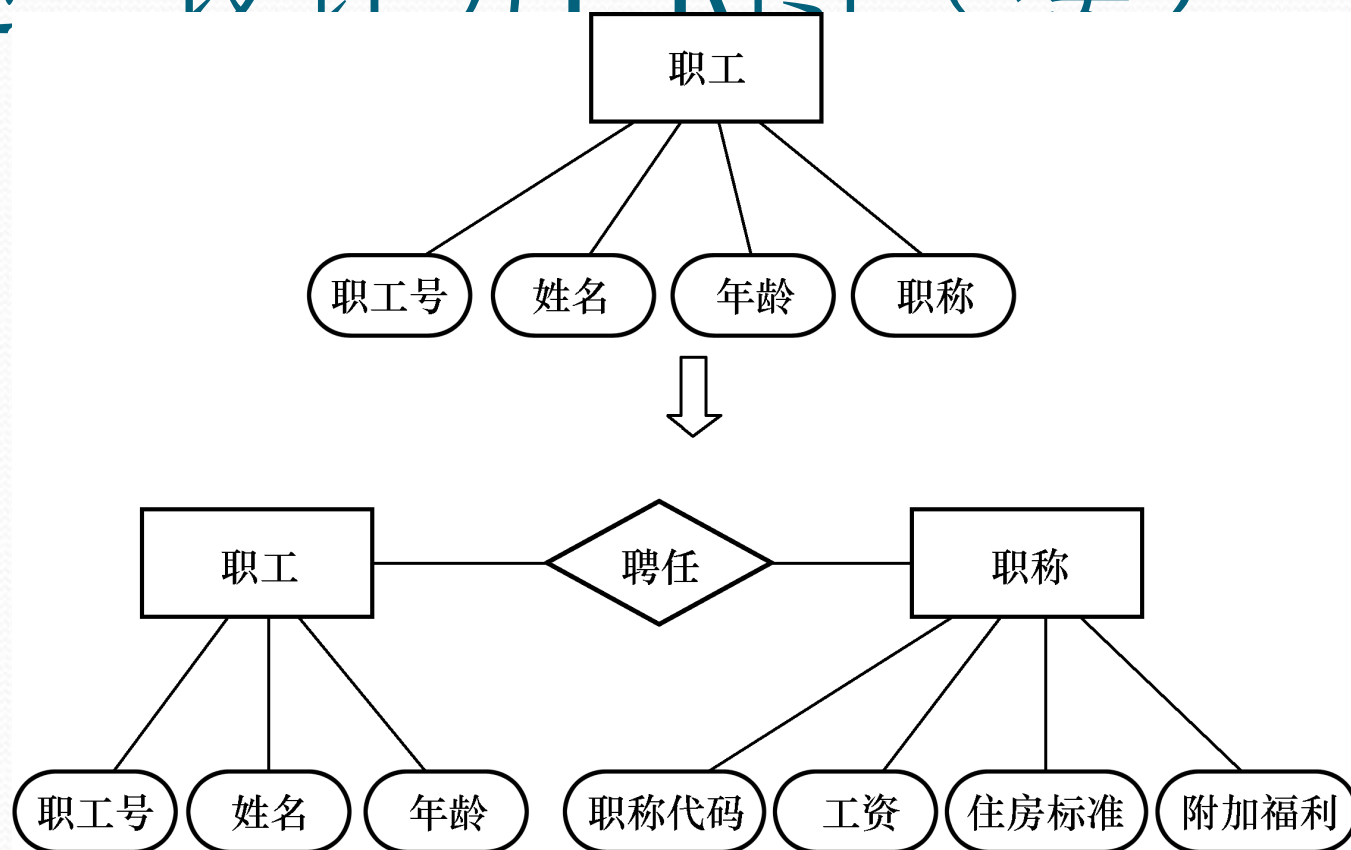 职工
职工号 姓名 年龄 职称
职工 聘任 职称
职工号 姓名 年龄 职称代码 工资 住房标准 附加福利